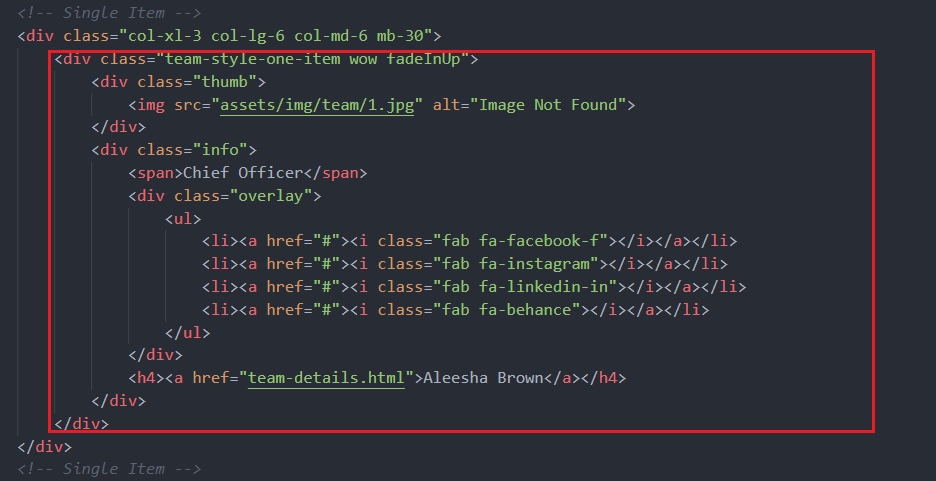 <!-- Single Item -->
<div class="col-xl-3 col-lg-6 col-md-6 mb-30">
<div class="team-style-one-item wow fadeInUp">
<div class="thumb">
<img src="assets/img/team/1.jpg" alt="Image Not Found">
</div>
<div class="info">
<span>Chief Officer</span>
<div class="overlay">
<ul>
<li><a href="#"><i class="fab fa-facebook-f"></i></a></li>
<li><a href="#"><i class="fab fa-instagram"></i></a></li>
<li><a href="#"><i class="fab fa-linkedin-in"></i></a></li>
<li><a href="#"><i class="fab fa-behance"></i></a></li>
</ul>
</div>
<h4><a href="team-details.html">Aleesha Brown</a></h4>
</div>
</div>
</div>
<!-- Single Item -->